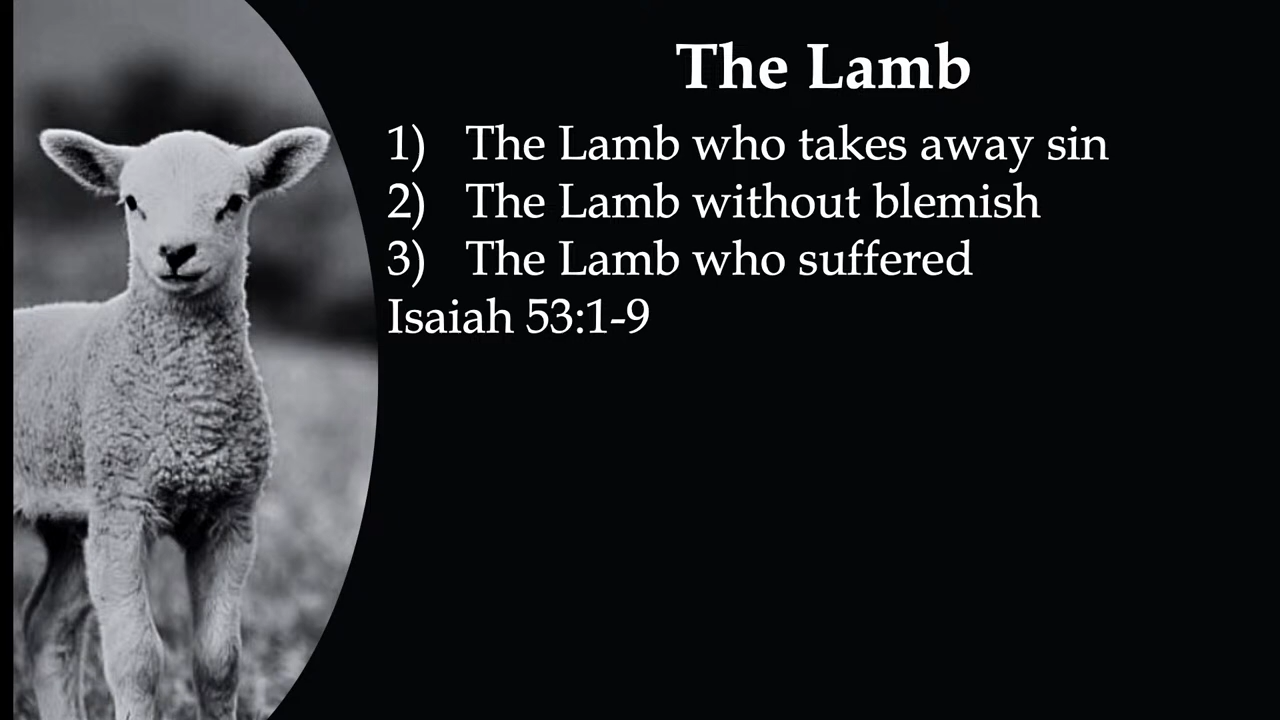 The Lamb
1) The Lamb who takes away sin
2) The Lamb without blemish
3) The Lamb who suffered
Isaiah 53:1-9